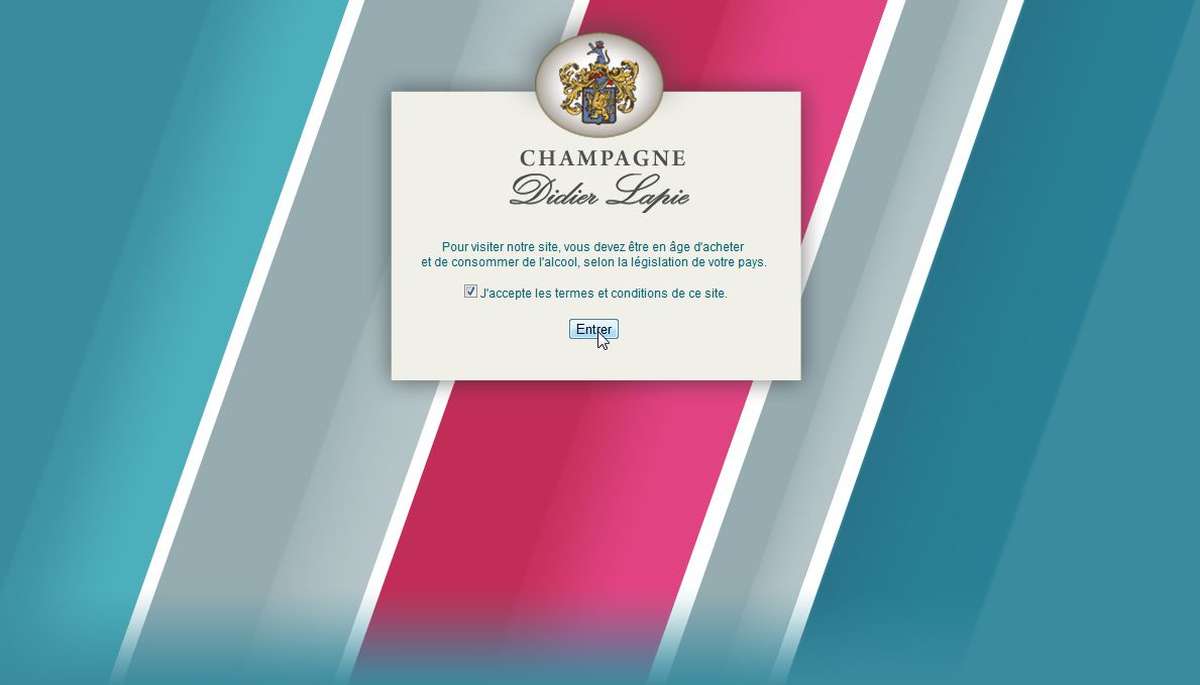 CHAMPAGNE
Didier Lapie
Pour visiter notre site, vous devez être en âge d'acheter
et de consommer de l'alcool, selon la législation de votre pays.
J'accepte les termes et conditions de ce site.
Entrer